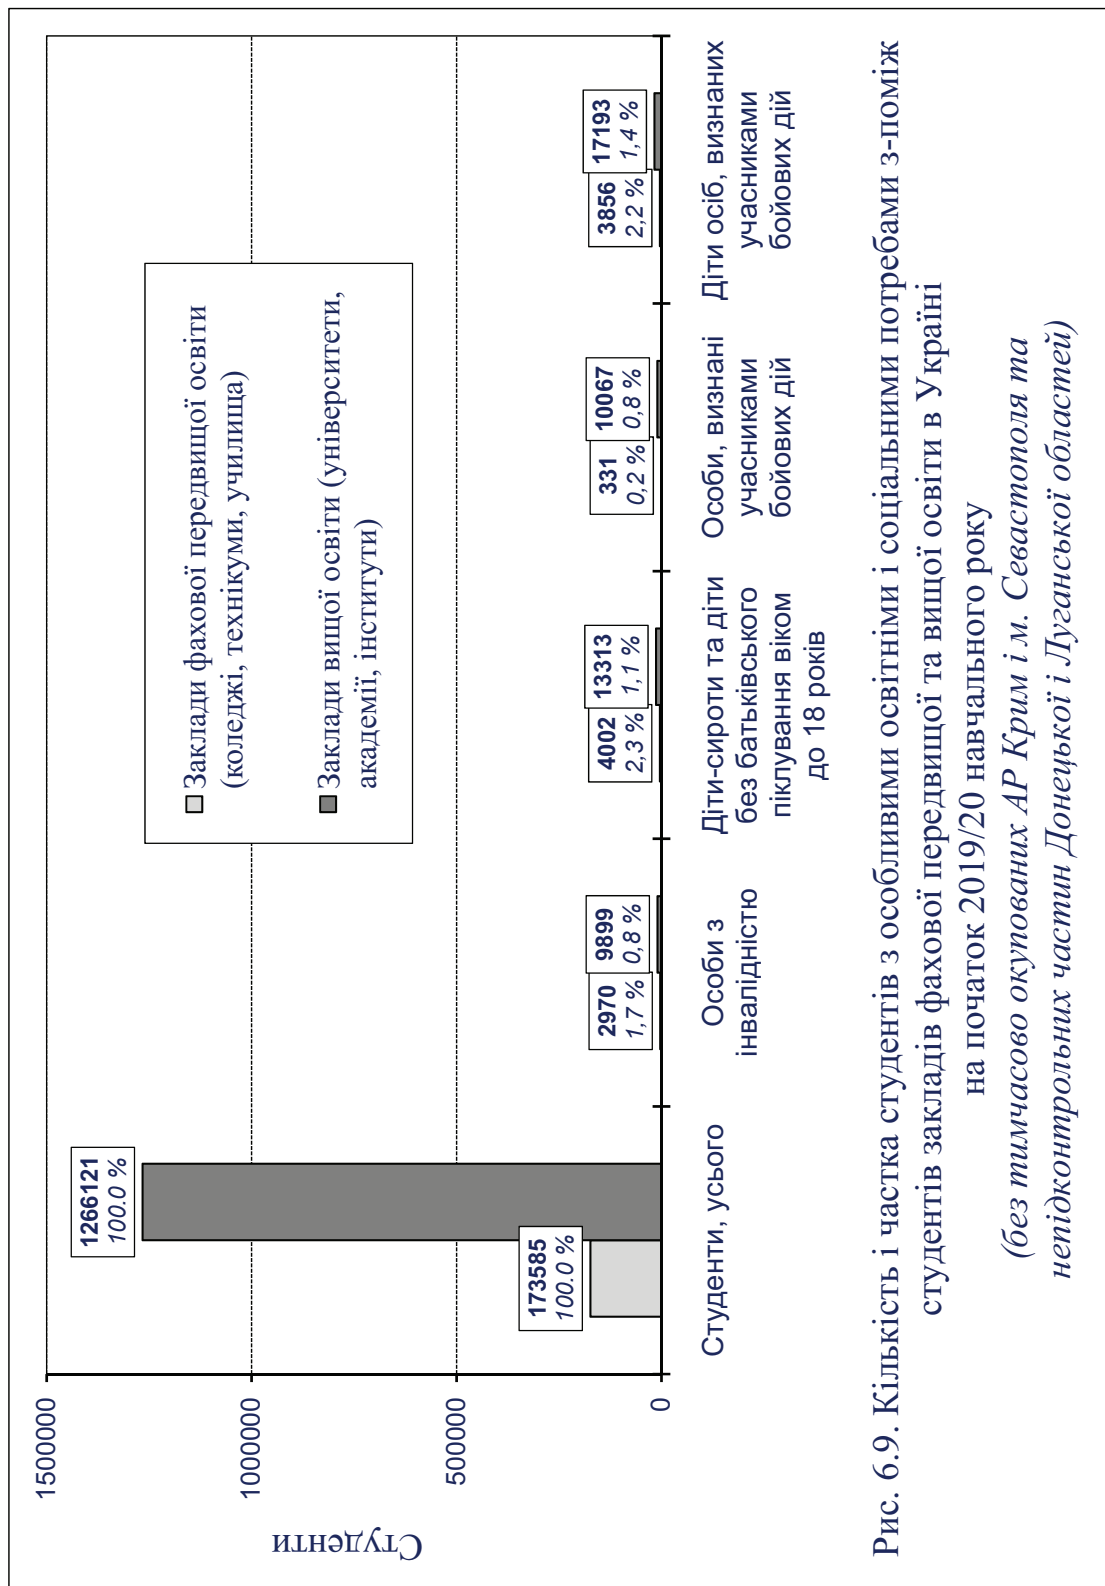 Студенти
15000000
10000000
5000000
0
Заклади фахової передвищої освіти
(коледжі, технікуми, училища)
Заклади вищої освіти (університети,
академії, інститути)
173585
100.0 %
1266121
100.0 %
2970
1,7 %
9899
0,8 %
4002
2,3 %
13313
1,1 %
331
0,2 %
10067
0,8 %
3856
2,2 %
17193
1,4 %
Студенти, усього
Особи з
інвалідністю
Діти-сироти та діти
без батьківського
піклування віком
до 18 років
Особи, визнані
учасниками
бойових дій
Діти осіб, визнаних
учасниками
бойових дій
Рис. 6.9. Кількість і частка студентів з особливими освітніми і соціальними потребами з-поміж
студентів закладів фахової передвищої та вищої освіти в Україні
на початок 2019/20 навчального року
(без тимчасово окупованих АР Крим і м. Севастополя та
непідконтрольних частин Донецької і Луганської областей)